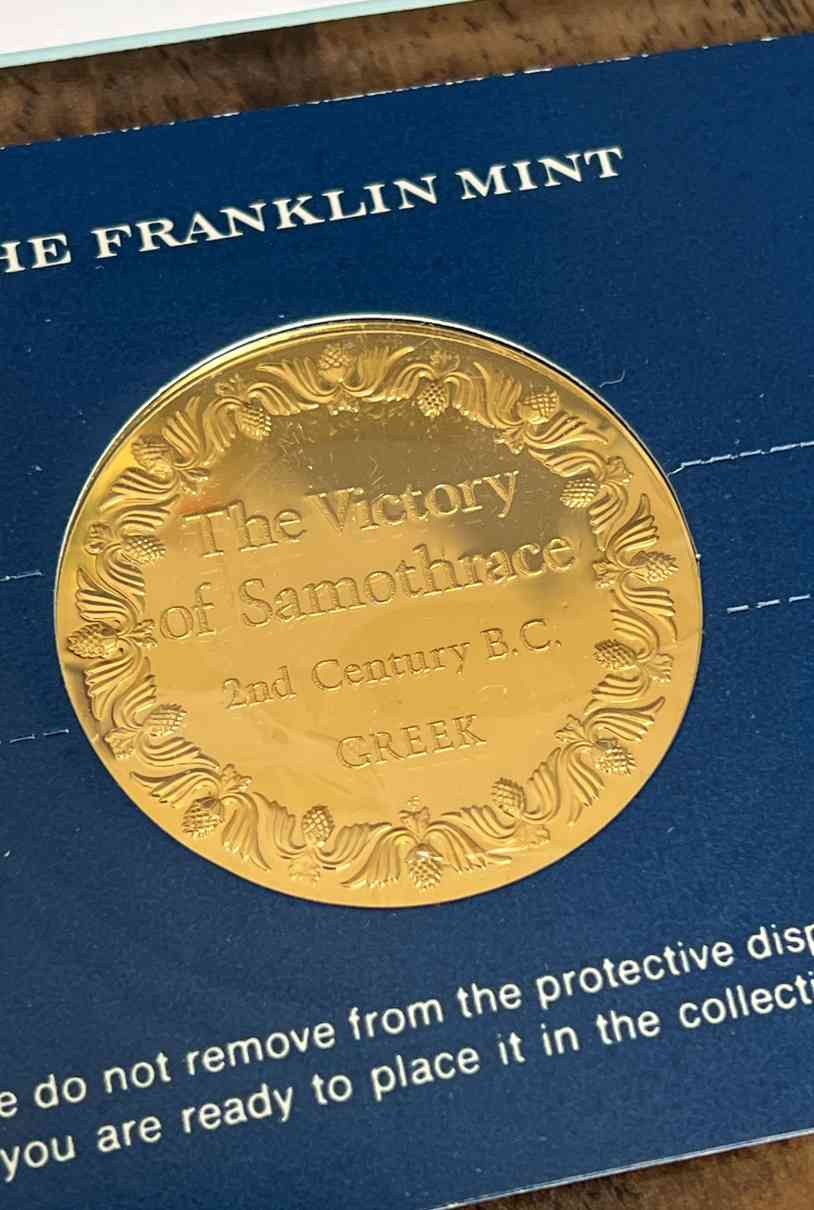 HE FRANKLIN MINT
The Victory
of Samothrace
2nd Century B.C.
GREEK
e do not remove from the protective disp
you are ready to place it in the collecti